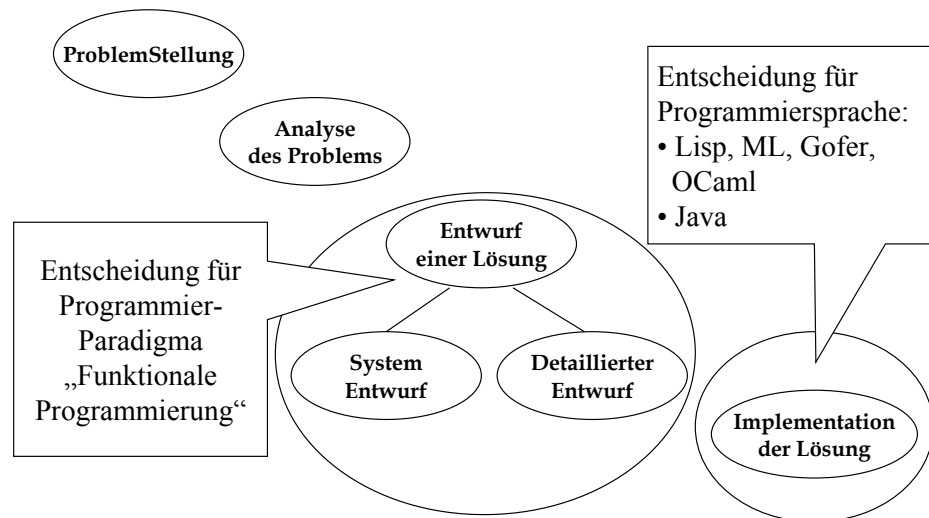 ProblemStellung
Analyse
des Problems
Entscheidung für
Programmiersprache:
• Lisp, ML, Gofer,
OCaml
• Java
Entwurf
einer Lösung
Entscheidung für
Programmier-
Paradigma
„Funktionale
Programmierung“
System
Entwurf
Detaillierter
Entwurf
Implementation
der Lösung